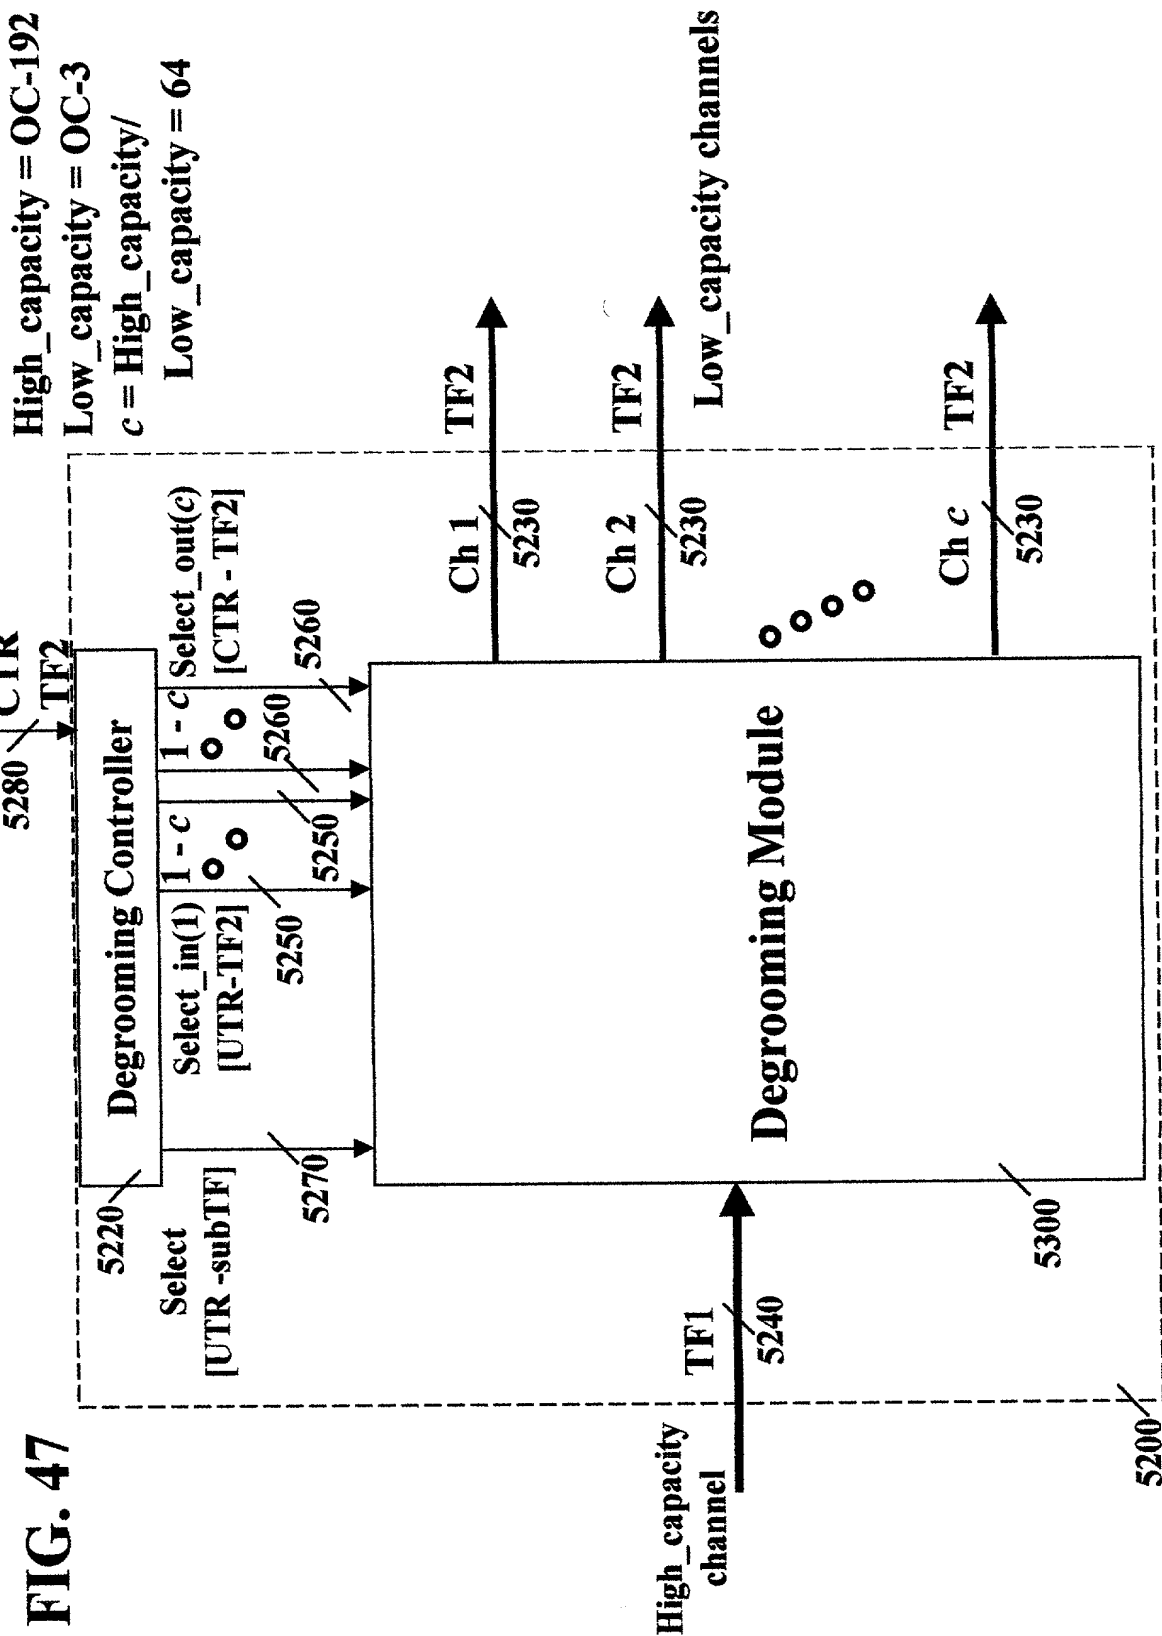 FIG. 47
High_capacity = OC-192
Low_capacity = OC-3
c = High_capacity/
Low_capacity = 64
5280
CTR
TF2
5220
Degrooming Controller
Select
[UTR -subTF]
5270
Select_in(1)
[UTR-TF2]
5250
1 - c
5250
5260
1 - c
Select_out(c)
[CTR - TF2]
5260
High_capacity
channel
TF1
5240
Degrooming Module
5300
Ch 1
5230
TF2
Ch 2
5230
TF2
Low_capacity channels
Ch c
5230
TF2
5200